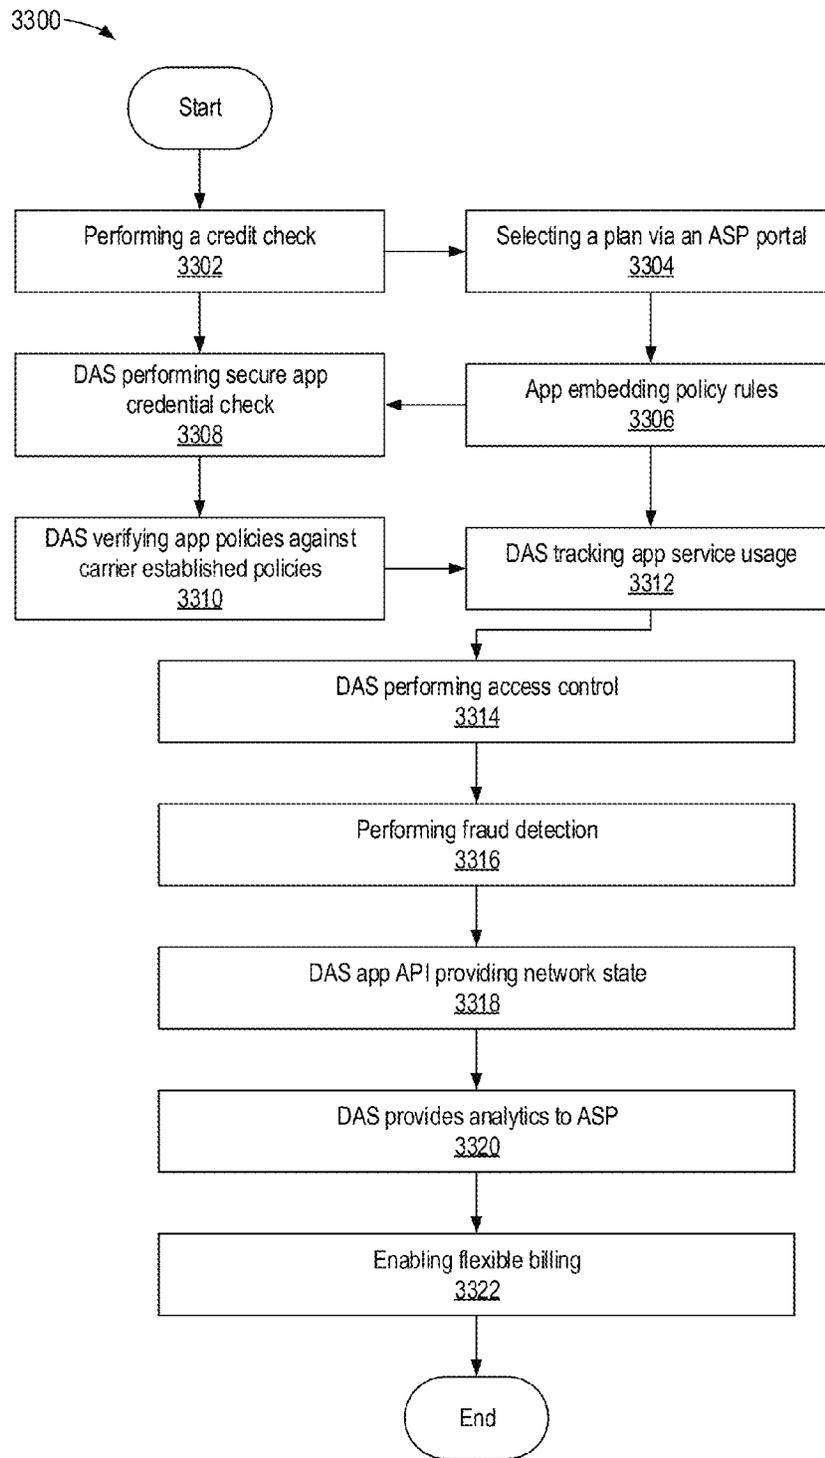 3300
Start
Performing a credit check
3302
Selecting a plan via an ASP portal
3304
DAS performing secure app
credential check
3308
App embedding policy rules
3306
DAS verifying app policies against
carrier established policies
3310
DAS tracking app service usage
3312
DAS performing access control
3314
Performing fraud detection
3316
DAS app API providing network state
3318
DAS provides analytics to ASP
3320
Enabling flexible billing
3322
End